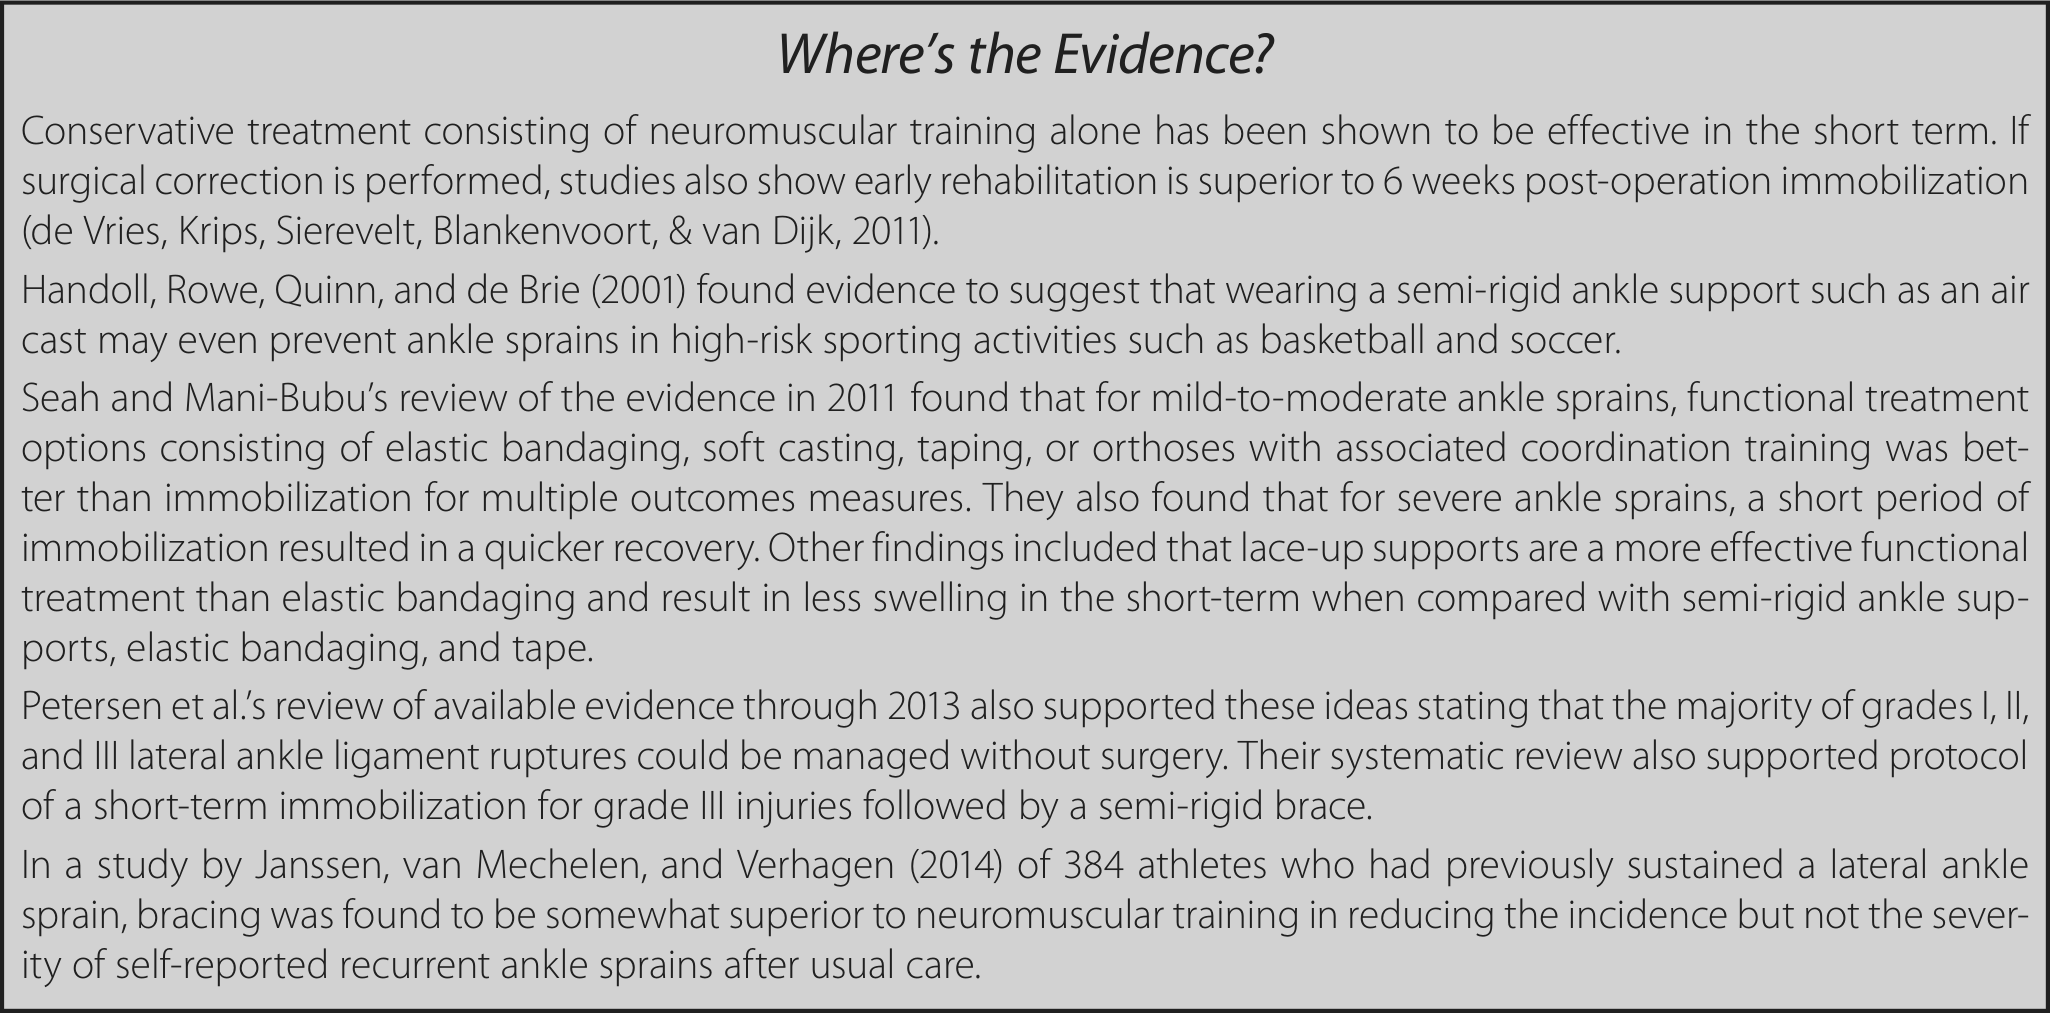 Where’s the Evidence?
Conservative treatment consisting of neuromuscular training alone has been shown to be effective in the short term. If
surgical correction is performed, studies also show early rehabilitation is superior to 6 weeks post-operation immobilization
(de Vries, Krips, Sierevelt, Blankenvoort, & van Dijk, 2011).
Handoll, Rowe, Quinn, and de Brie (2001) found evidence to suggest that wearing a semi-rigid ankle support such as an air
cast may even prevent ankle sprains in high-risk sporting activities such as basketball and soccer.
Seah and Mani-Bubu’s review of the evidence in 2011 found that for mild-to-moderate ankle sprains, functional treatment
options consisting of elastic bandaging, soft casting, taping, or orthoses with associated coordination training was bet-
ter than immobilization for multiple outcomes measures. They also found that for severe ankle sprains, a short period of
immobilization resulted in a quicker recovery. Other findings included that lace-up supports are a more effective functional
treatment than elastic bandaging and result in less swelling in the short-term when compared with semi-rigid ankle sup-
ports, elastic bandaging, and tape.
Petersen et al.’s review of available evidence through 2013 also supported these ideas stating that the majority of grades I, II,
and III lateral ankle ligament ruptures could be managed without surgery. Their systematic review also supported protocol
of a short-term immobilization for grade III injuries followed by a semi-rigid brace.
In a study by Janssen, van Mechelen, and Verhagen (2014) of 384 athletes who had previously sustained a lateral ankle
sprain, bracing was found to be somewhat superior to neuromuscular training in reducing the incidence but not the sever-
ity of self-reported recurrent ankle sprains after usual care.